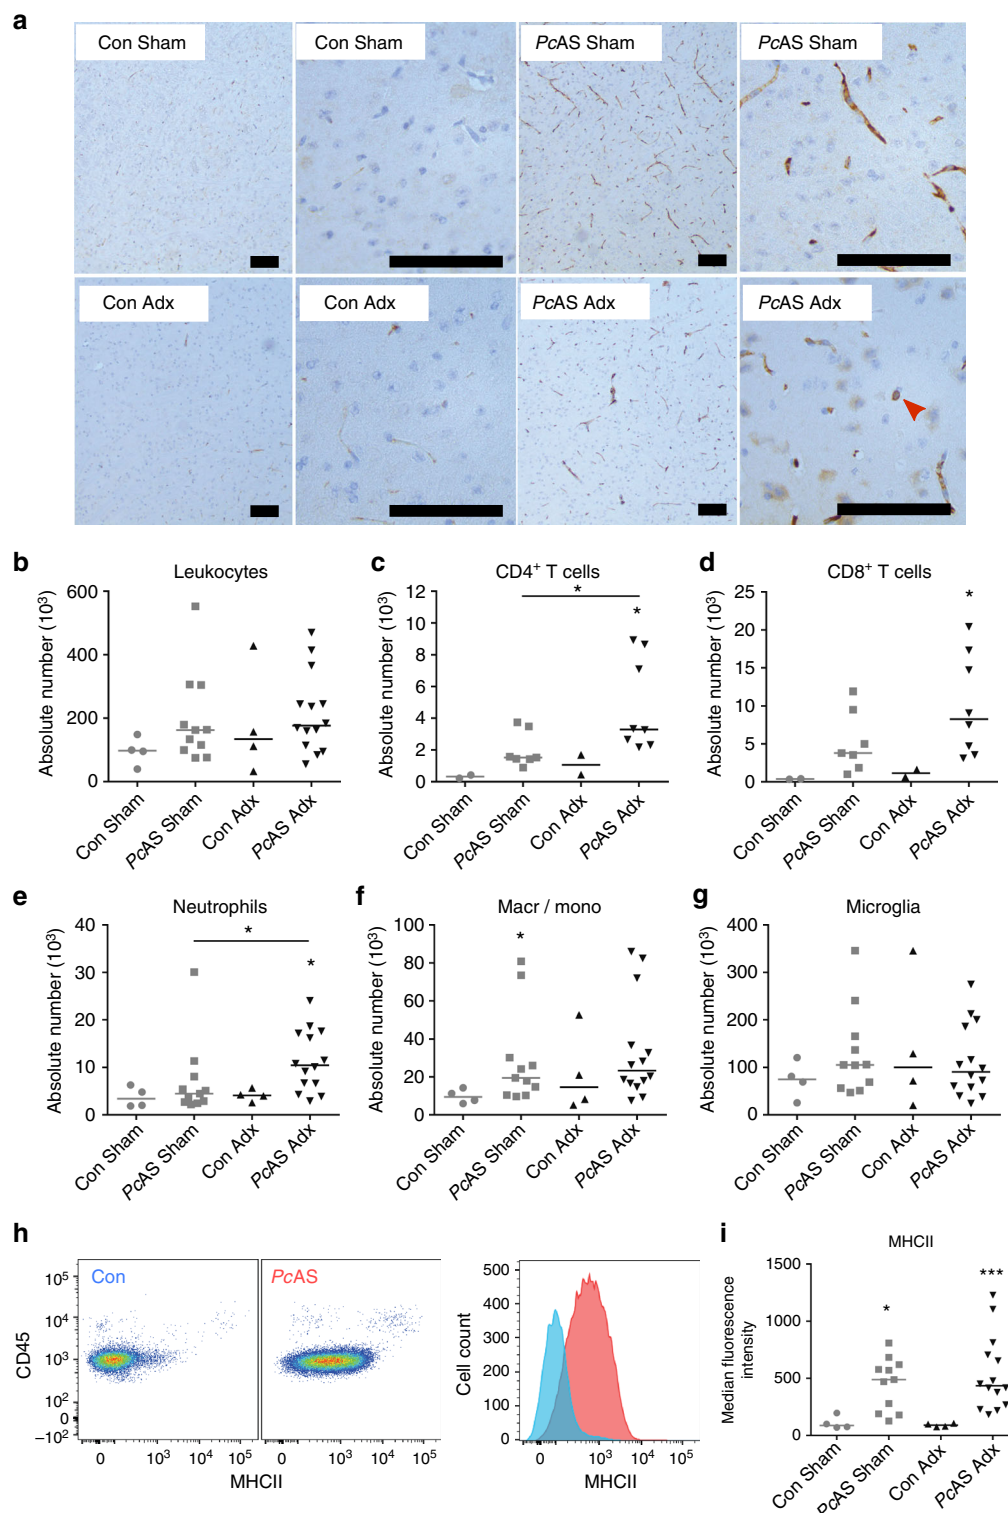 a
Con Sham
Con Sham
PcAS Sham
PcAS Sham
Con Adx
Con Adx
PcAS Adx
PcAS Adx
b
Leukocytes
Absolute number (10³)
600
400
200
0
Con Sham
PcAS Sham
Con Adx
PcAS Adx
c
CD4⁺ T cells
Absolute number (10³)
12
10
8
6
4
2
0
*
*
Con Sham
PcAS Sham
Con Adx
PcAS Adx
d
CD8⁺ T cells
Absolute number (10³)
25
20
15
10
5
0
*
Con Sham
PcAS Sham
Con Adx
PcAS Adx
e
Neutrophils
Absolute number (10³)
40
30
20
10
0
*
*
Con Sham
PcAS Sham
Con Adx
PcAS Adx
f
Macr / mono
Absolute number (10³)
100
80
60
40
20
0
*
Con Sham
PcAS Sham
Con Adx
PcAS Adx
g
Microglia
Absolute number (10³)
400
300
200
100
0
Con Sham
PcAS Sham
Con Adx
PcAS Adx
h
Con
PcAS
CD45
10⁵
10⁴
10³
10²
0
−10²
0 10³ 10⁴ 10⁵
0 10³ 10⁴ 10⁵
MHCII
Cell count
500
400
300
200
100
0
0 10³ 10⁴ 10⁵
MHCII
i
MHCII
Median fluorescence
intensity
1500
1000
500
0
*
***
Con Sham
PcAS Sham
Con Adx
PcAS Adx